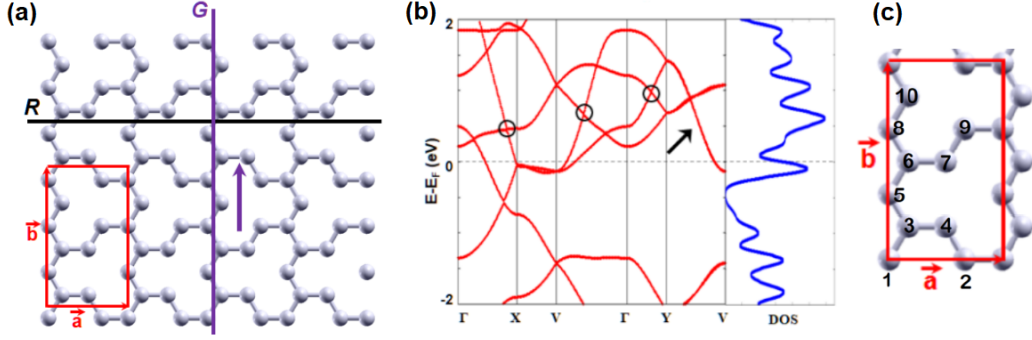 (a)
R
G
b
a
(b)
E-E_F (eV)
2
0
-2
Γ
X
V
Γ
Y
V
DOS
(c)
10
8
9
b
6
7
5
3
4
a
1
2